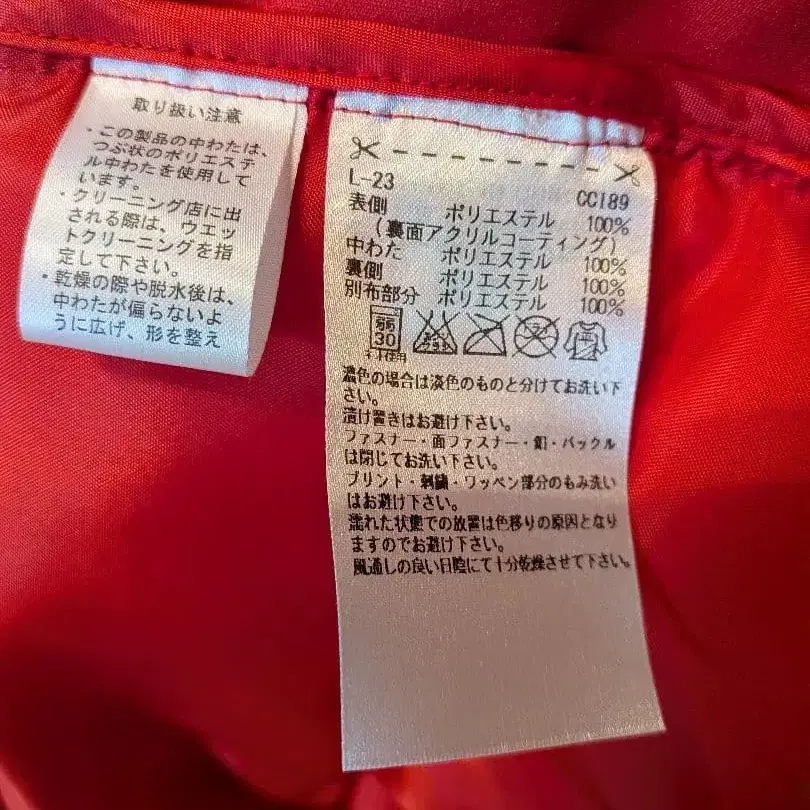 取り扱い注意
・この製品の中わたは、
つぶ状のポリエステ
ル中わたを使用して
います。
・クリーニング店に出
される際は、ウエッ
トクリーニングを指
定して下さい。
・乾燥の際や脱水後は、
中わたが偏らないよ
うに広げ、形を整え
L-23 CCI89
表側 ポリエステル 100%
(裏面アクリルコーティング)
中わた ポリエステル 100%
裏側 ポリエステル 100%
別布部分 ポリエステル 100%
弱 30
ネット使用
濃色の場合は淡色のものと分けてお洗い下
さい。
漬け置きはお避け下さい。
ファスナー・面ファスナー・釦・バックル
は閉じてお洗い下さい。
プリント・刺繍・ワッペン部分のもみ洗い
はお避け下さい。
濡れた状態での放置は色移りの原因となり
ますのでお避け下さい。
風通しの良い日陰にて十分乾燥させて下さい。